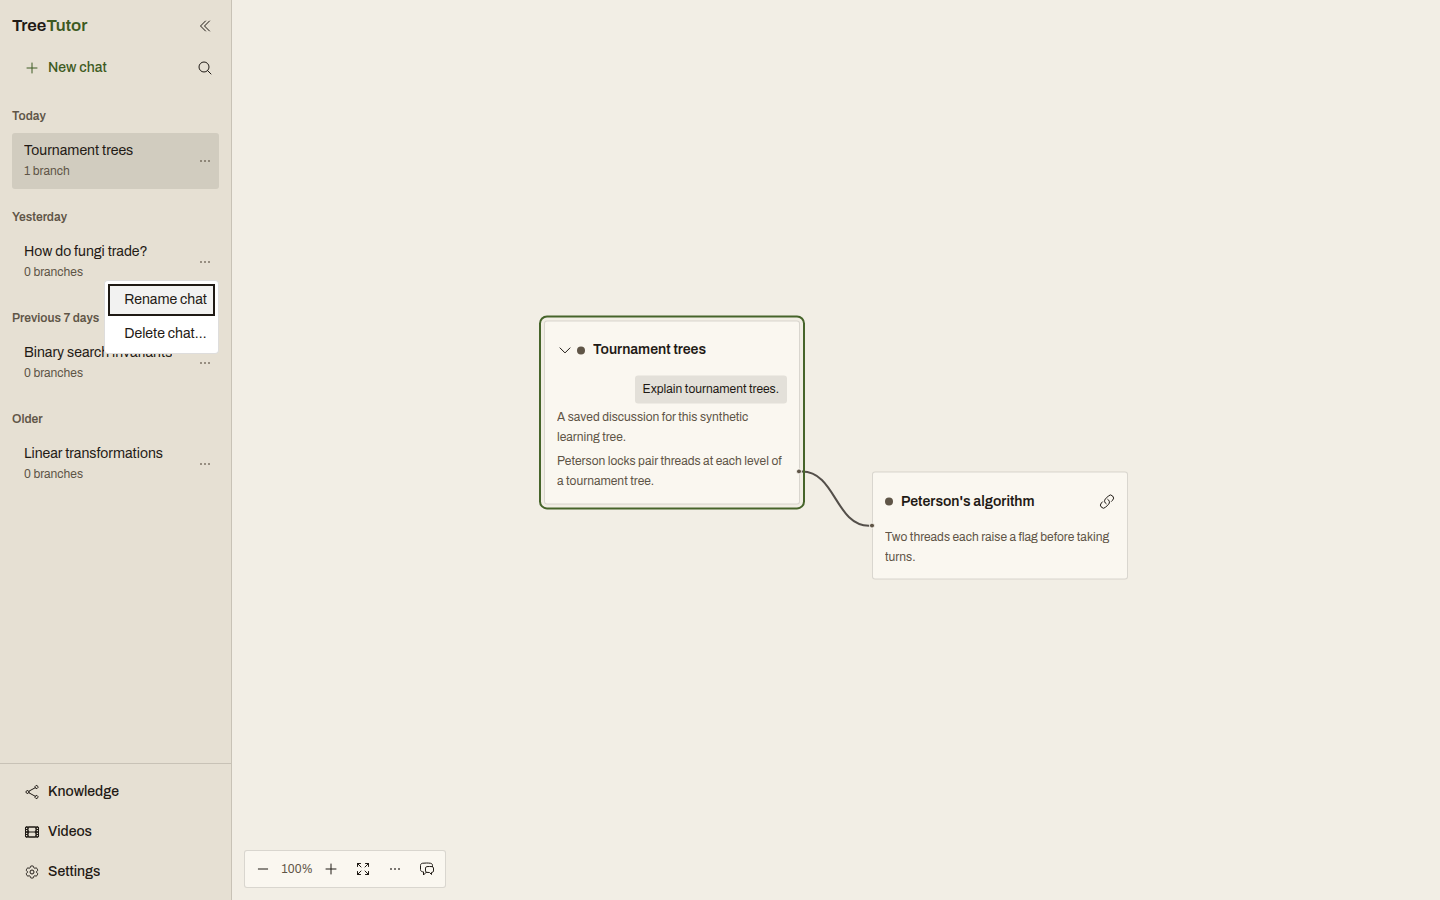 TreeTutor
New chat
Today
Tournament trees
1 branch
Yesterday
How do fungi trade?
0 branches
Rename chat
Previous 7 days
Delete chat...
Binary search
0 branches
Older
Linear transformations
0 branches
Knowledge
Videos
Settings
Tournament trees
Explain tournament trees.
A saved discussion for this synthetic
learning tree.
Peterson locks pair threads at each level of
a tournament tree.
Peterson's algorithm
Two threads each raise a flag before taking
turns.
100%